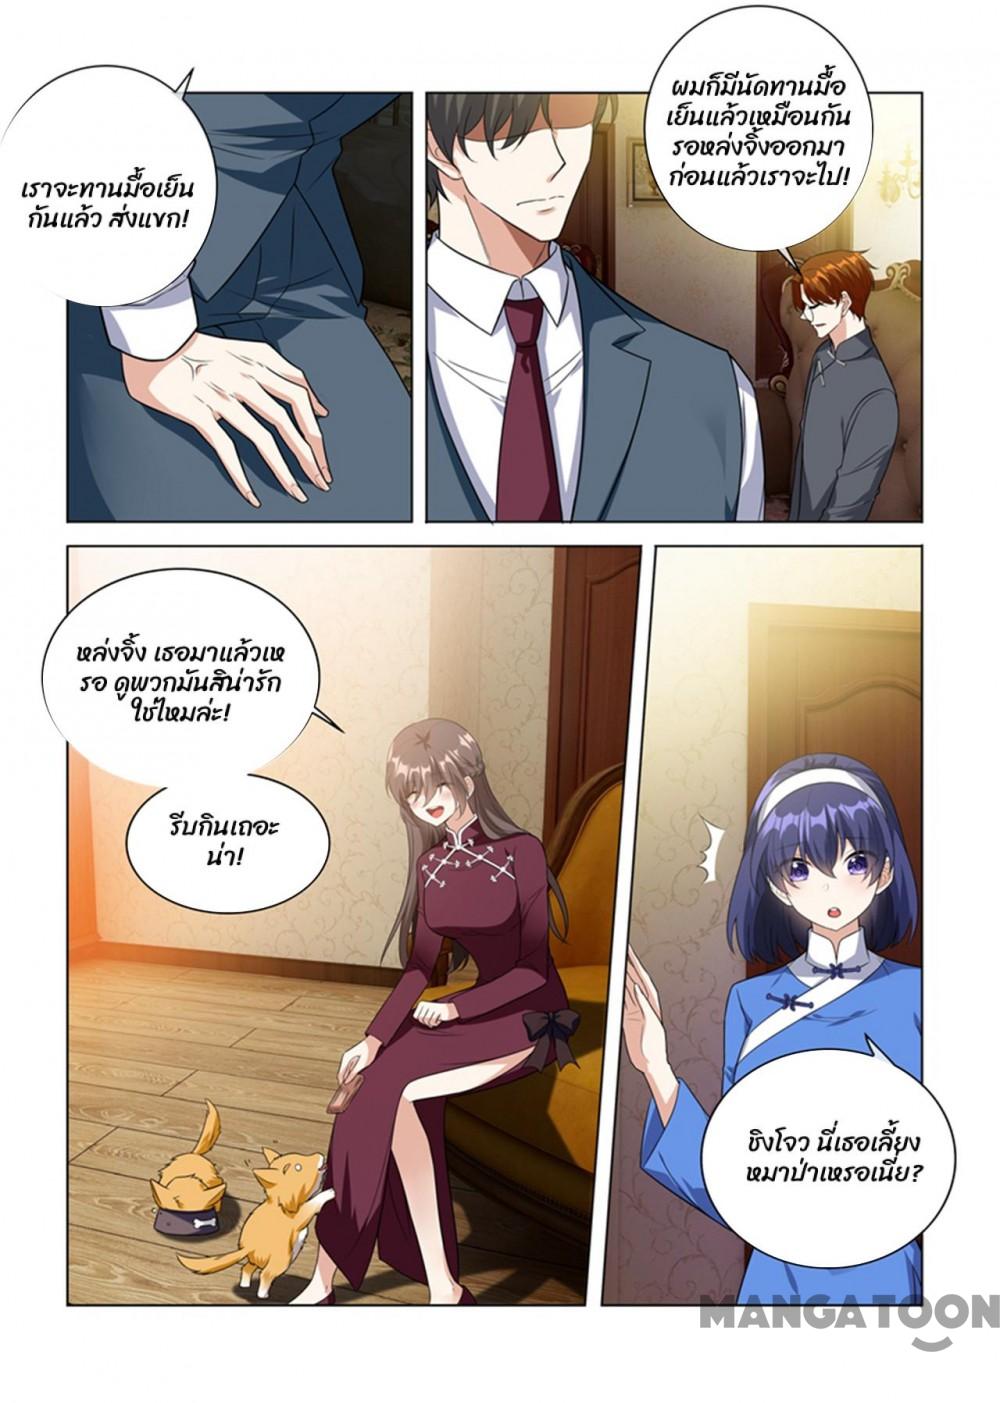 เราจะทานมื้อเย็น
กันแล้ว ส่งแขก!
ผมก็มีนัดทานมื้อ
เย็นแล้วเหมือนกัน
รอหล่งจิ้งออกมา
ก่อนแล้วเราจะไป!
หล่งจิ้ง เธอมาแล้วเห
รอ ดูพวกมันสิน่ารัก
ใช่ไหมล่ะ!
รีบกินเถอะ
น่า!
ชิงโจว นี่เธอเลี้ยง
หมาป่าเหรอเนี่ย?
MANGATOON